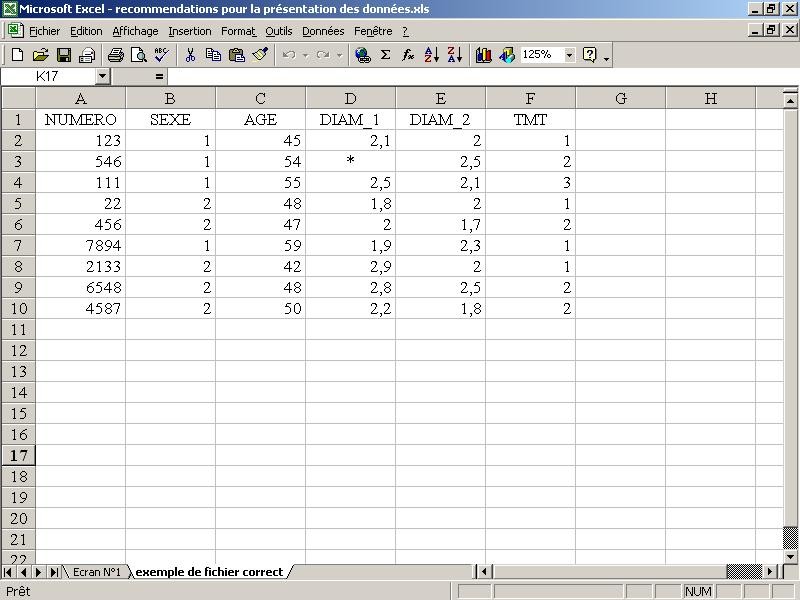 Microsoft Excel - recommendations pour la présentation des données.xls
Fichier Edition Affichage Insertion Format Outils Données Fenêtre ?
125%
K17 =
A B C D E F G H
1 NUMERO SEXE AGE DIAM_1 DIAM_2 TMT
2 123 1 45 2,1 2 1
3 546 1 54 * 2,5 2
4 111 1 55 2,5 2,1 3
5 22 2 48 1,8 2 1
6 456 2 47 2 1,7 2
7 7894 1 59 1,9 2,3 1
8 2133 2 42 2,9 2 1
9 6548 2 48 2,8 2,5 2
10 4587 2 50 2,2 1,8 2
11
12
13
14
15
16
17
18
19
20
21
22
Ecran N°1 exemple de fichier correct
Prêt NUM